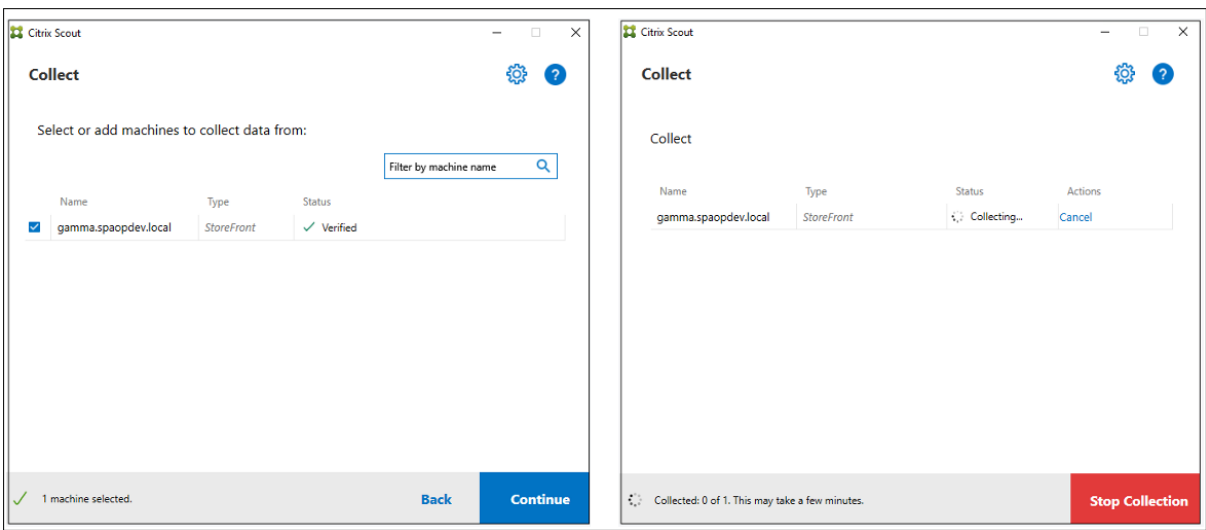 Citrix Scout
Collect
?
Select or add machines to collect data from:
Filter by machine name
Name Type Status
gamma.spaopdev.local StoreFront Verified
1 machine selected. Back Continue
Citrix Scout
Collect
?
Collect
Name Type Status Actions
gamma.spaopdev.local StoreFront Collecting... Cancel
Collected: 0 of 1. This may take a few minutes. Stop Collection